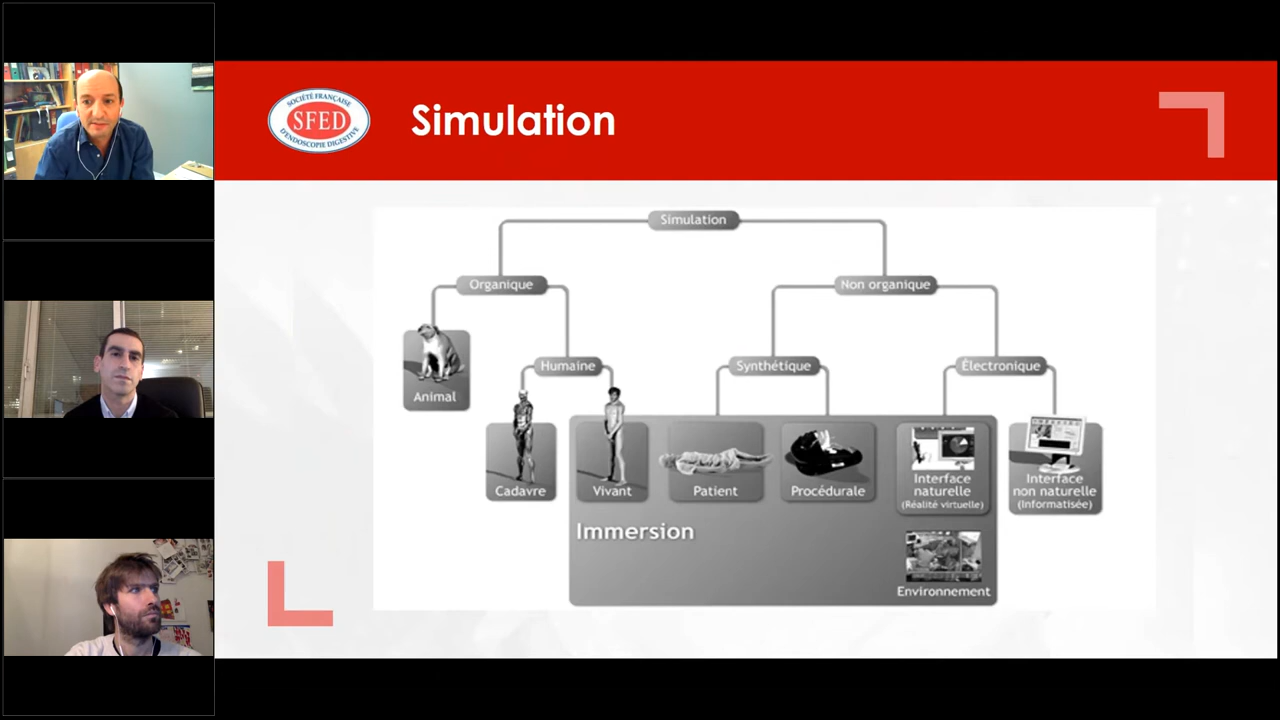 SOCIÉTÉ FRANÇAISE
SFED
D'ENDOSCOPIE DIGESTIVE
Simulation
Simulation
Organique
Non organique
Humaine
Synthétique
Électronique
Animal
Cadavre
Vivant
Patient
Procédurale
Interface
naturelle
(Réalité virtuelle)
Interface
non naturelle
(Informatisée)
Immersion
Environnement